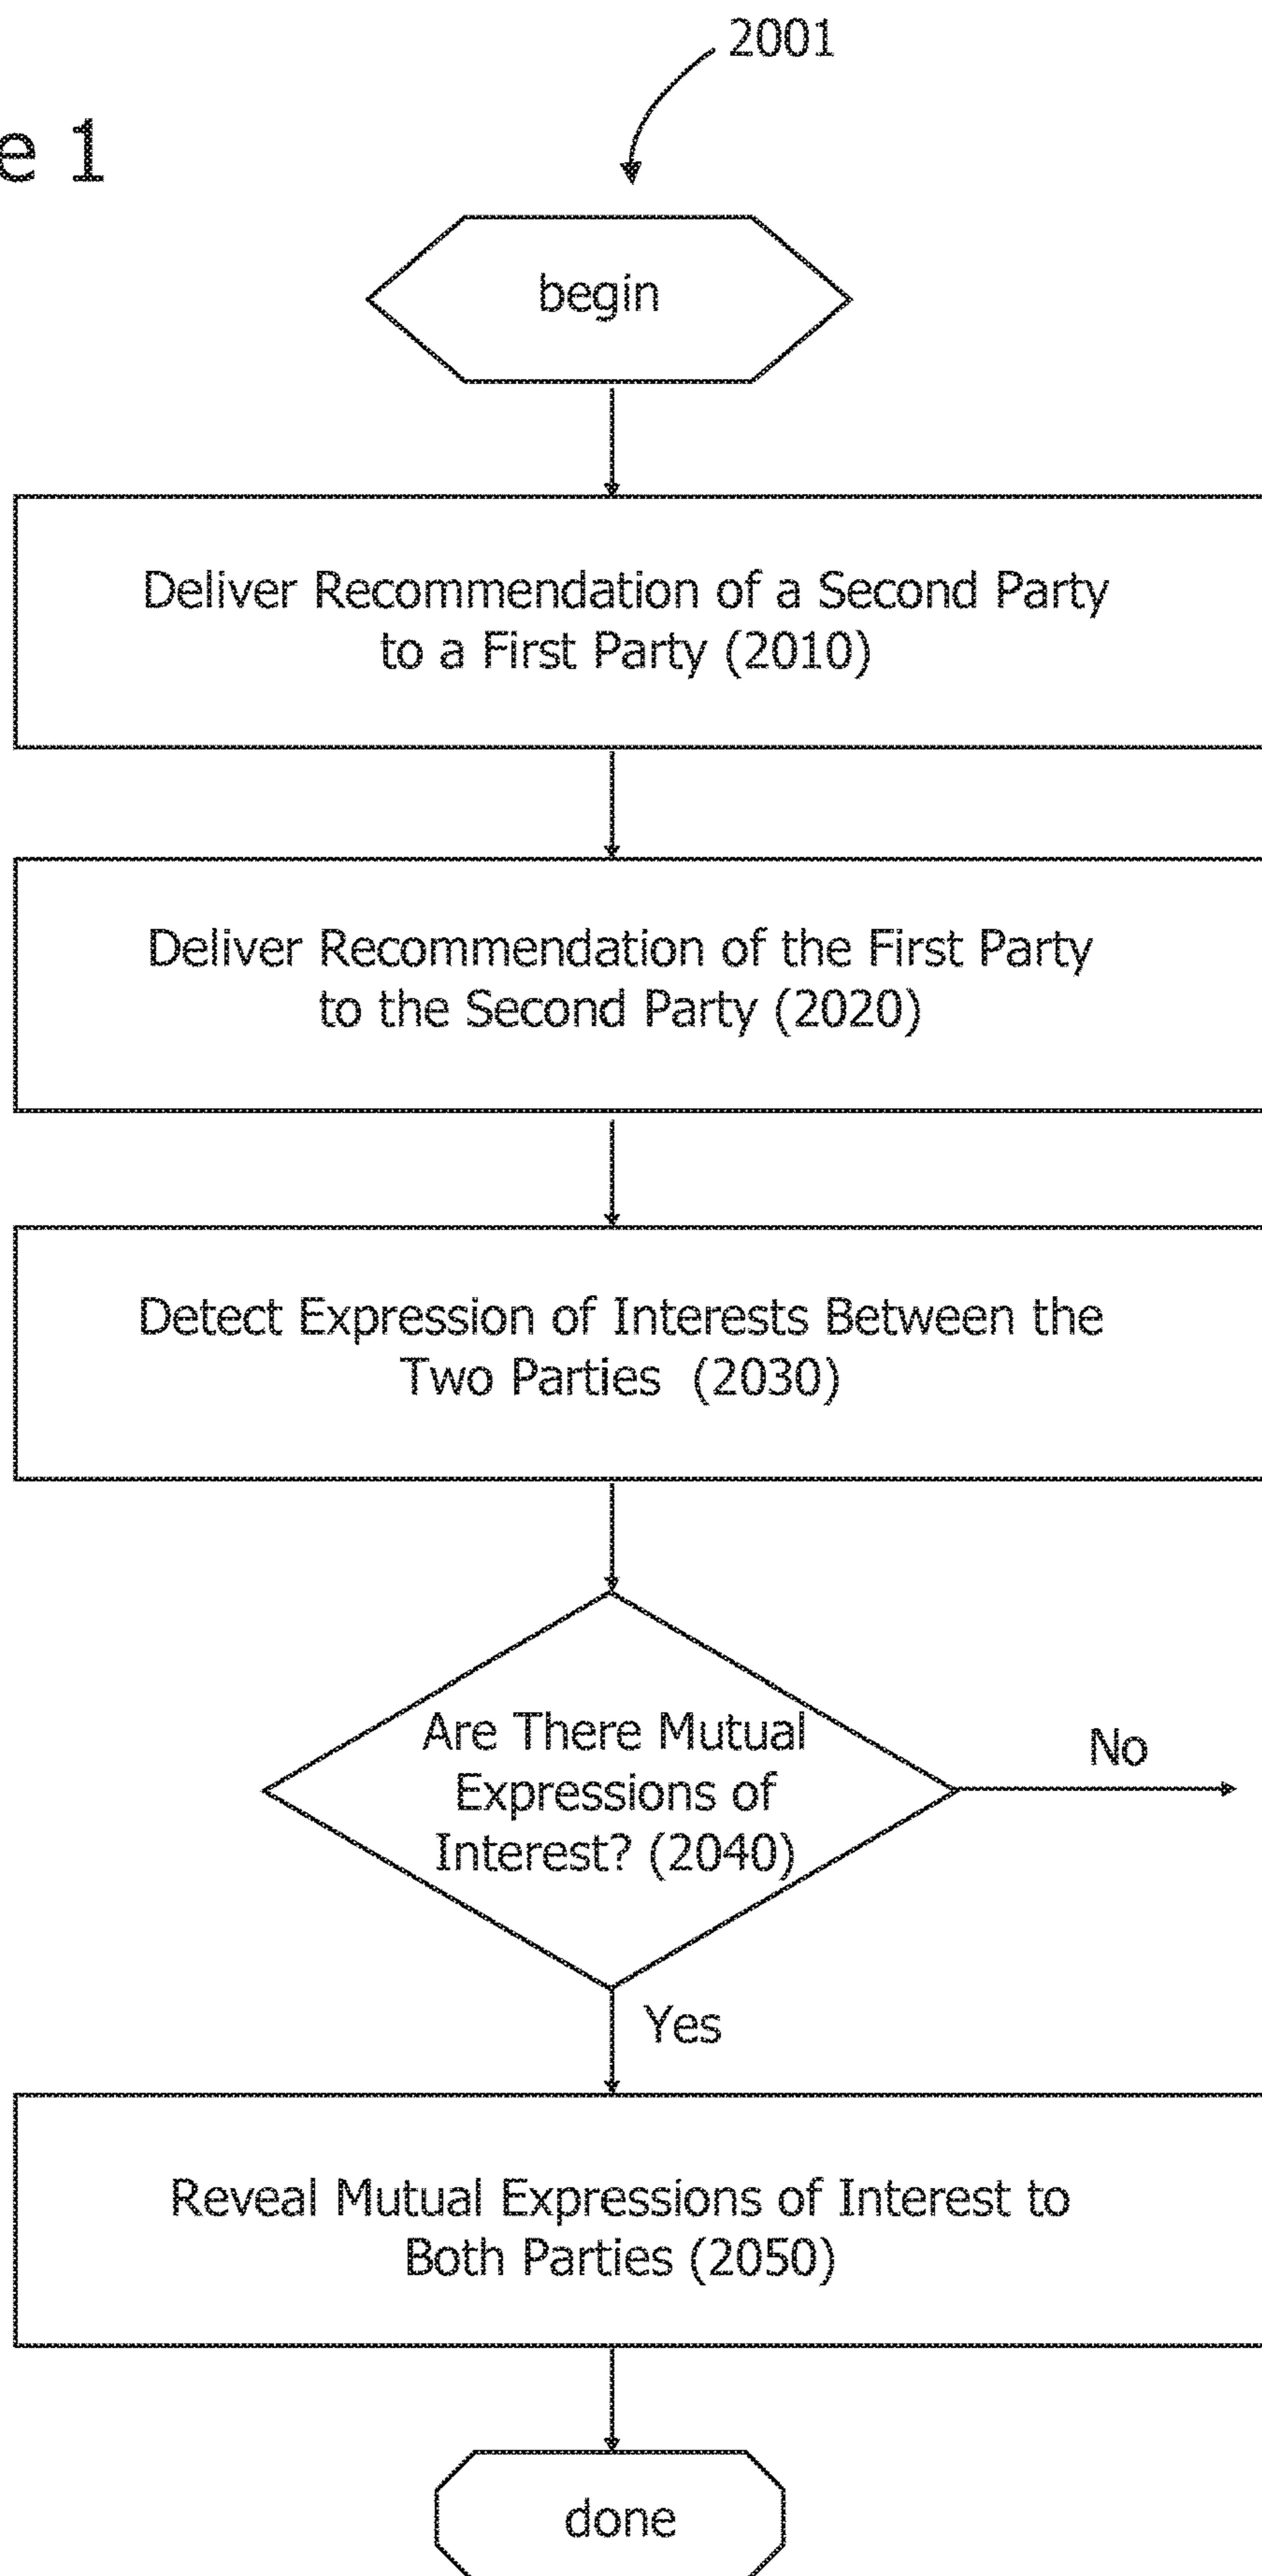 2001
e 1
begin
Deliver Recommendation of a Second Party
to a First Party (2010)
Deliver Recommendation of the First Party
to the Second Party (2020)
Detect Expression of Interests Between the
Two Parties (2030)
Are There Mutual
Expressions of
Interest? (2040)
No
Yes
Reveal Mutual Expressions of Interest to
Both Parties (2050)
done